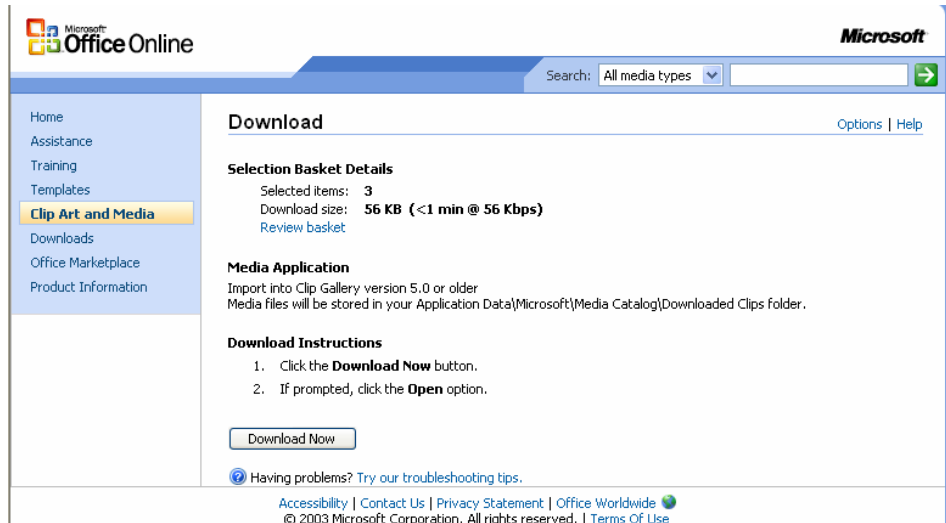 Microsoft
Office Online
Microsoft
Search: All media types
Home
Assistance
Training
Templates
Clip Art and Media
Downloads
Office Marketplace
Product Information
Download
Options | Help
Selection Basket Details
Selected items: 3
Download size: 56 KB (<1 min @ 56 Kbps)
Review basket
Media Application
Import into Clip Gallery version 5.0 or older
Media files will be stored in your Application Data\Microsoft\Media Catalog\Downloaded Clips folder.
Download Instructions
1. Click the Download Now button.
2. If prompted, click the Open option.
Download Now
Having problems? Try our troubleshooting tips.
Accessibility | Contact Us | Privacy Statement | Office Worldwide
© 2003 Microsoft Corporation. All rights reserved. | Terms Of Use